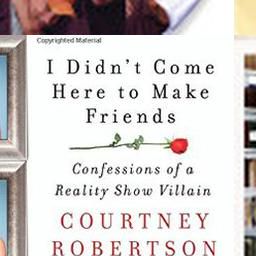 Copyrighted Material
I Didn't Come
Here to Make
Friends
Confessions of a
Reality Show Villain
COURTNEY
ROBERTSON